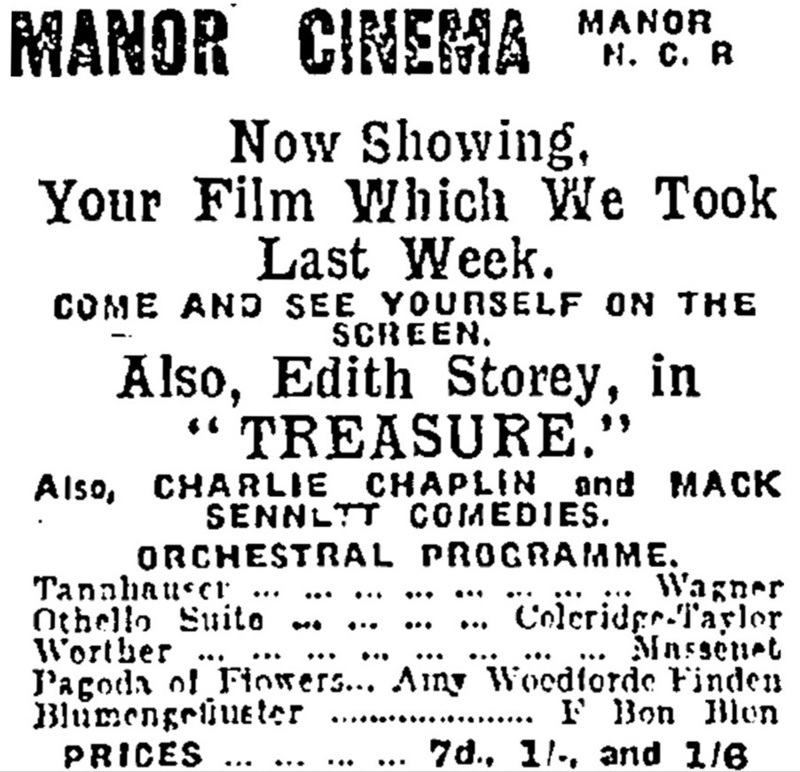 MANOR CINEMA MANOR N. C. R
Now Showing,
Your Film Which We Took
Last Week.
COME AND SEE YOURSELF ON THE
SCREEN.
Also, Edith Storey, in
“TREASURE.”
Also, CHARLIE CHAPLIN and MACK
SENNETT COMEDIES.
ORCHESTRAL PROGRAMME.
Tannhauser ... ... ... ... ... ... ... ... Wagner
Othello Suite ... ... ... ... Coleridge-Taylor
Werther ... ... ... ... ... ... ... ... Massenet
Pagoda of Flowers... Amy Woodforde Finden
Blumengefluster ...................... F Bon Blon
PRICES ... ... ... ... 7d., 1/-, and 1/6